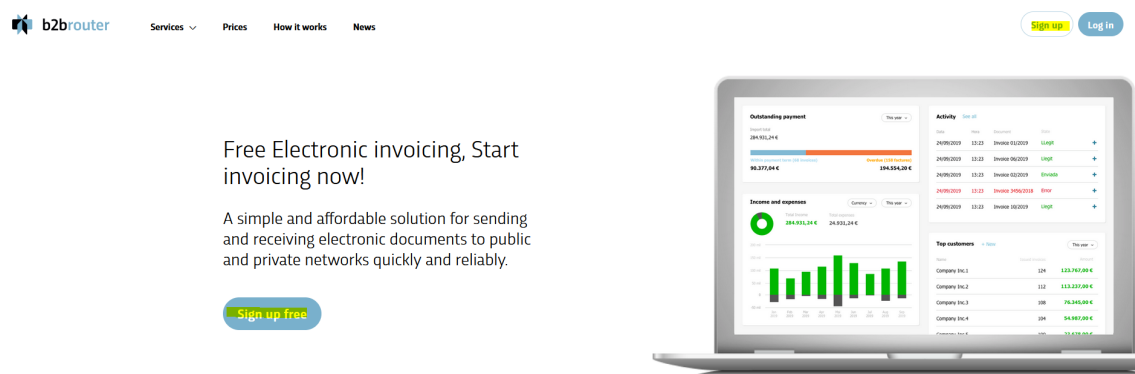 b2brouter
Services
Prices
How it works
News
Sign up
Log in
Free Electronic invoicing, Start
invoicing now!
A simple and affordable solution for sending
and receiving electronic documents to public
and private networks quickly and reliably.
Sign up free
Outstanding payment
This year
284.931,24 €
90.377,04 €
194.554,20 €
Income and expenses
Currency
This year
284.931,24 €
24.931,24 €
Activity
See all
24/09/2019 13:23 Invoice 01/2019
24/09/2019 13:23 Invoice 06/2019
24/09/2019 13:23 Invoice 02/2019
24/09/2019 13:23 Invoice 3456/2018 Error
24/09/2019 13:23 Invoice 10/2019
Top customers
This year
Company Inc.1 124 123.767,00 €
Company Inc.2 112 113.237,00 €
Company Inc.3 108 76.345,00 €
Company Inc.4 104 54.987,00 €